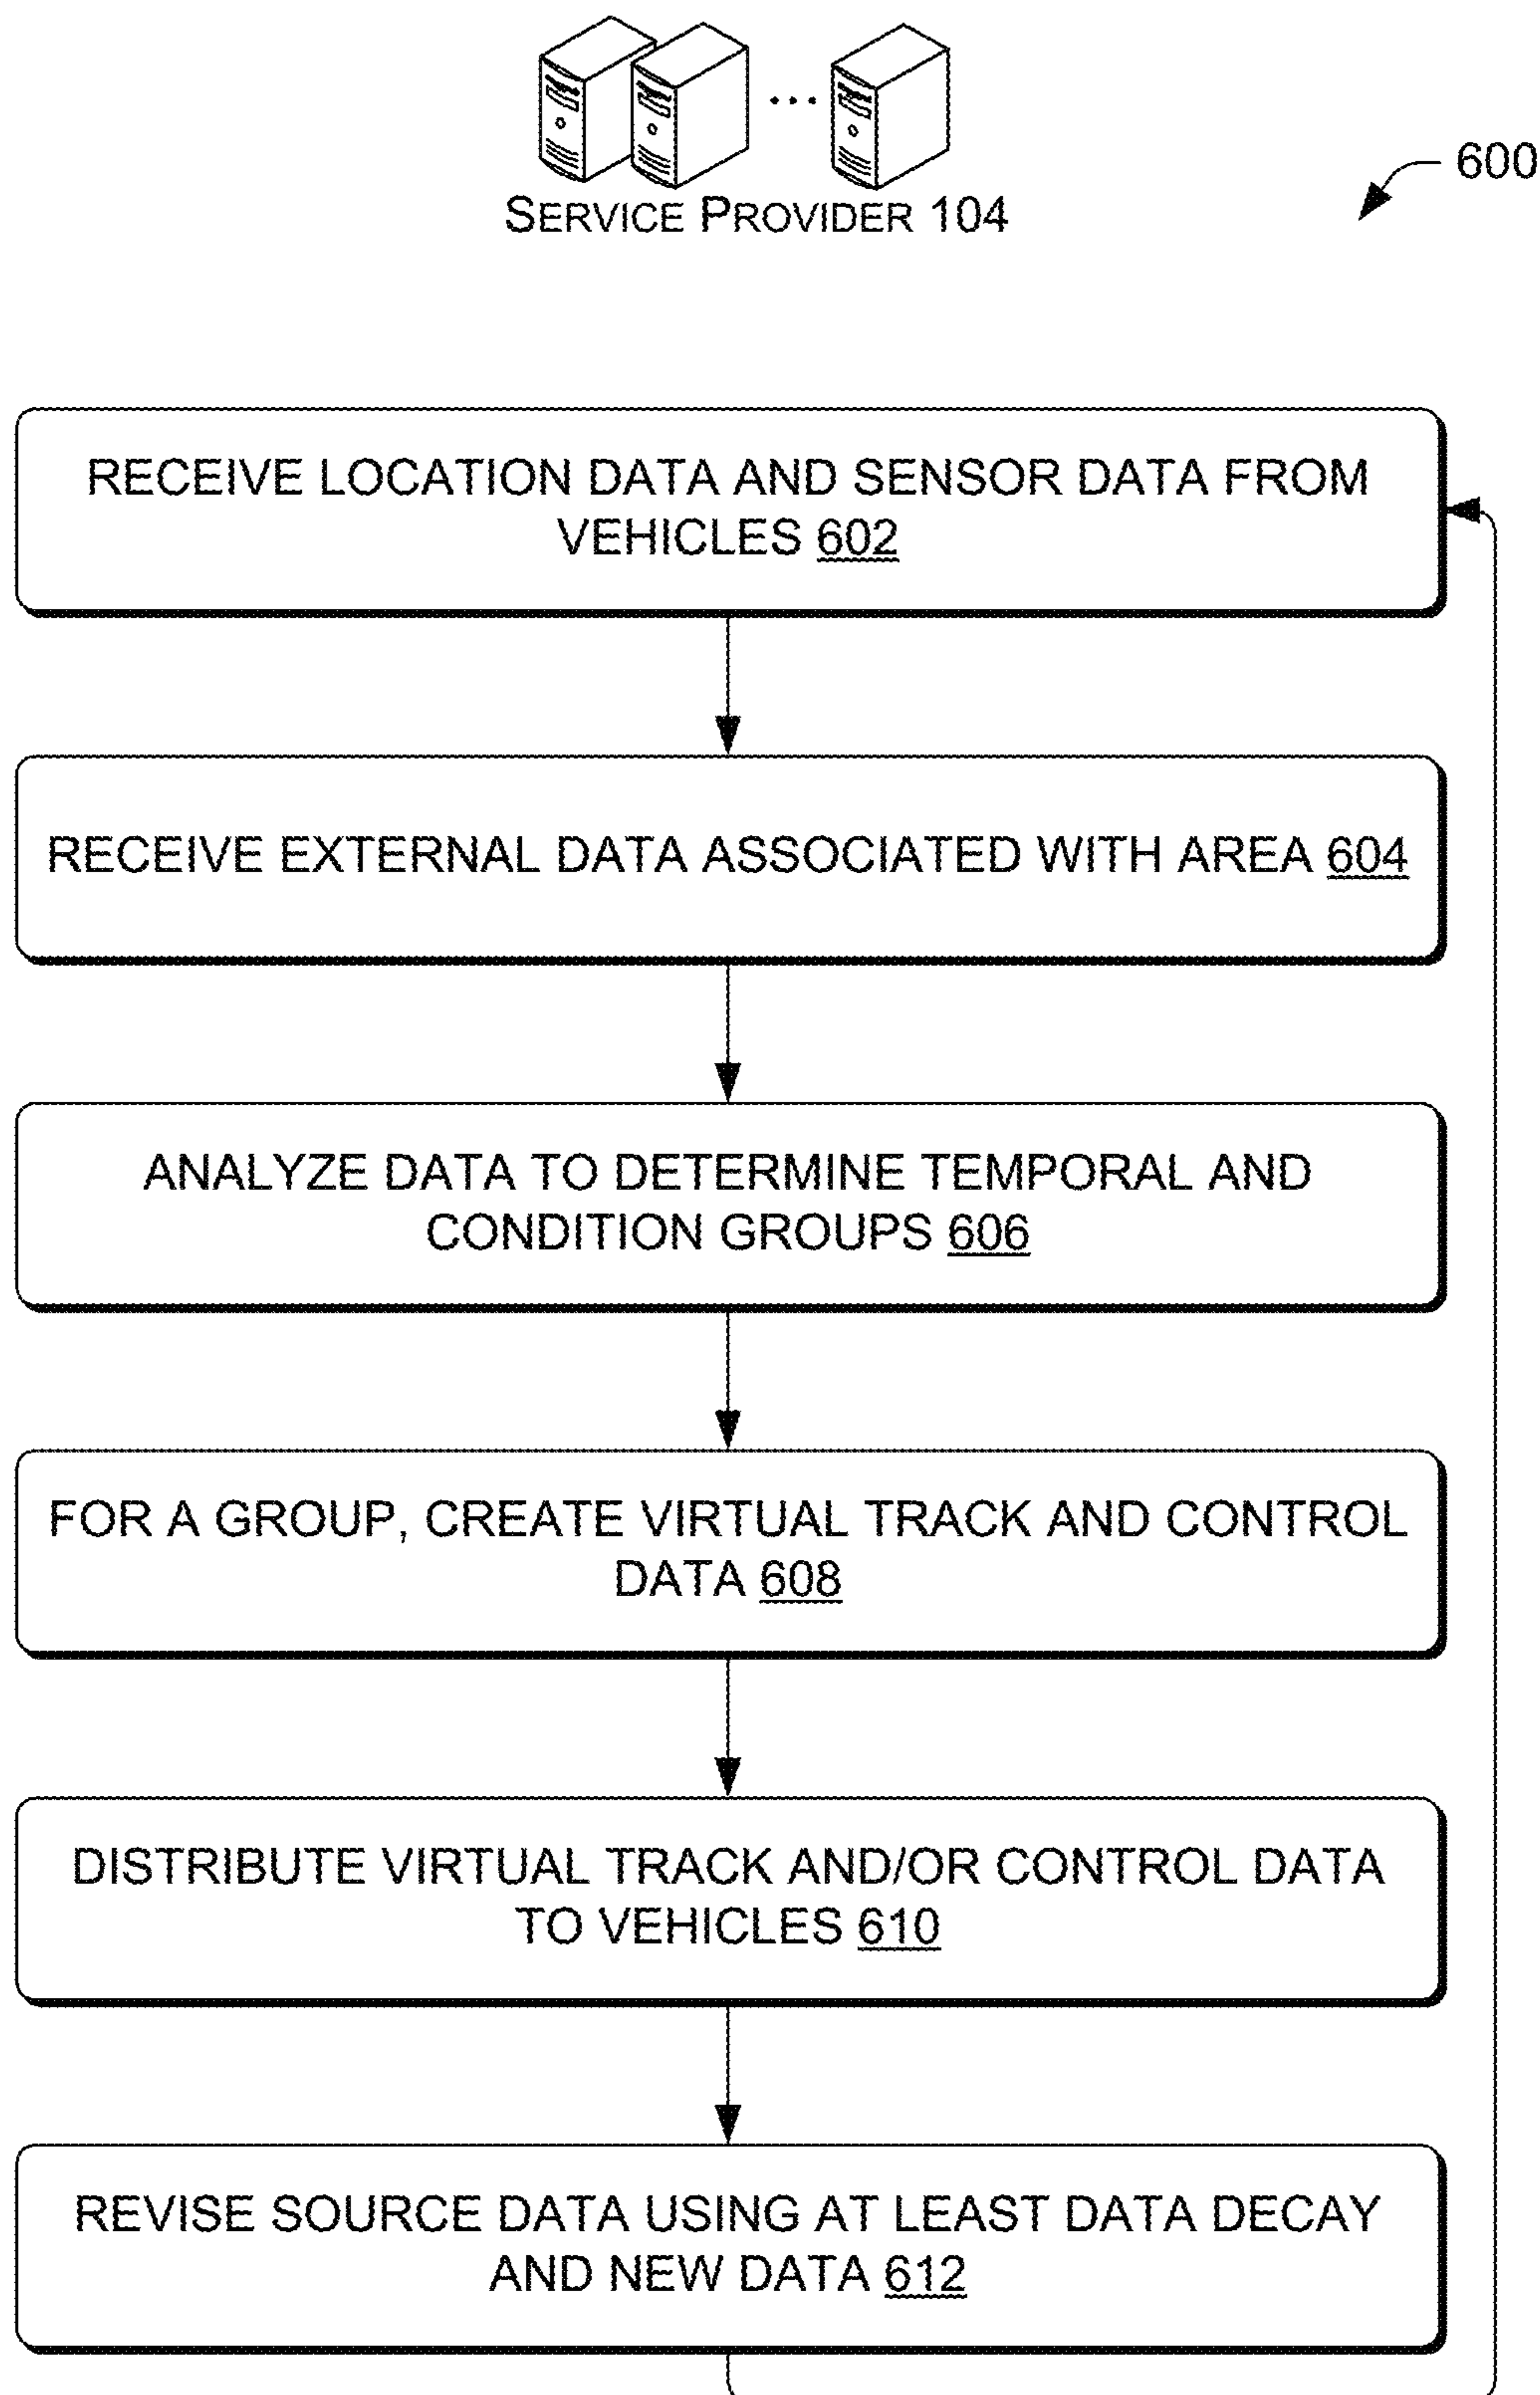 SERVICE PROVIDER 104
600
RECEIVE LOCATION DATA AND SENSOR DATA FROM
VEHICLES 602
RECEIVE EXTERNAL DATA ASSOCIATED WITH AREA 604
ANALYZE DATA TO DETERMINE TEMPORAL AND
CONDITION GROUPS 606
FOR A GROUP, CREATE VIRTUAL TRACK AND CONTROL
DATA 608
DISTRIBUTE VIRTUAL TRACK AND/OR CONTROL DATA
TO VEHICLES 610
REVISE SOURCE DATA USING AT LEAST DATA DECAY
AND NEW DATA 612